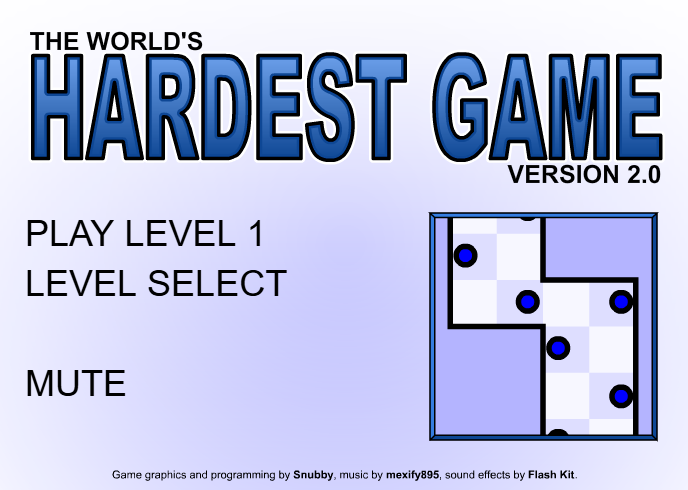 THE WORLD'S
HARDEST GAME
VERSION 2.0
PLAY LEVEL 1
LEVEL SELECT
MUTE
Game graphics and programming by Snubby, music by mexify895, sound effects by Flash Kit.